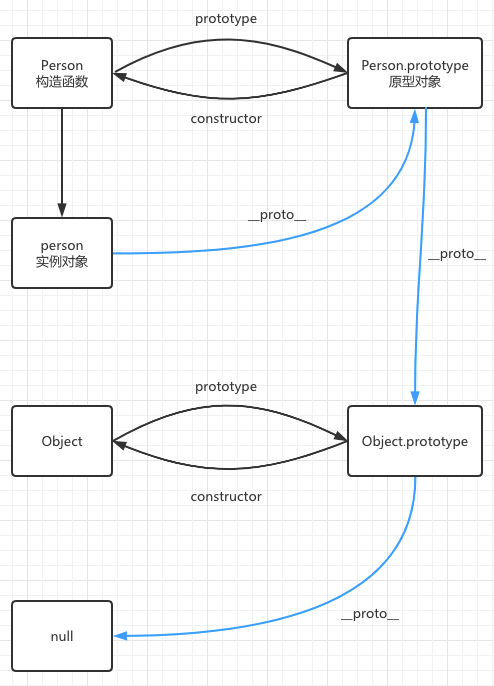 prototype
Person
构造函数
Person.prototype
原型对象
constructor
__proto__
person
实例对象
__proto__
prototype
Object
Object.prototype
constructor
__proto__
null